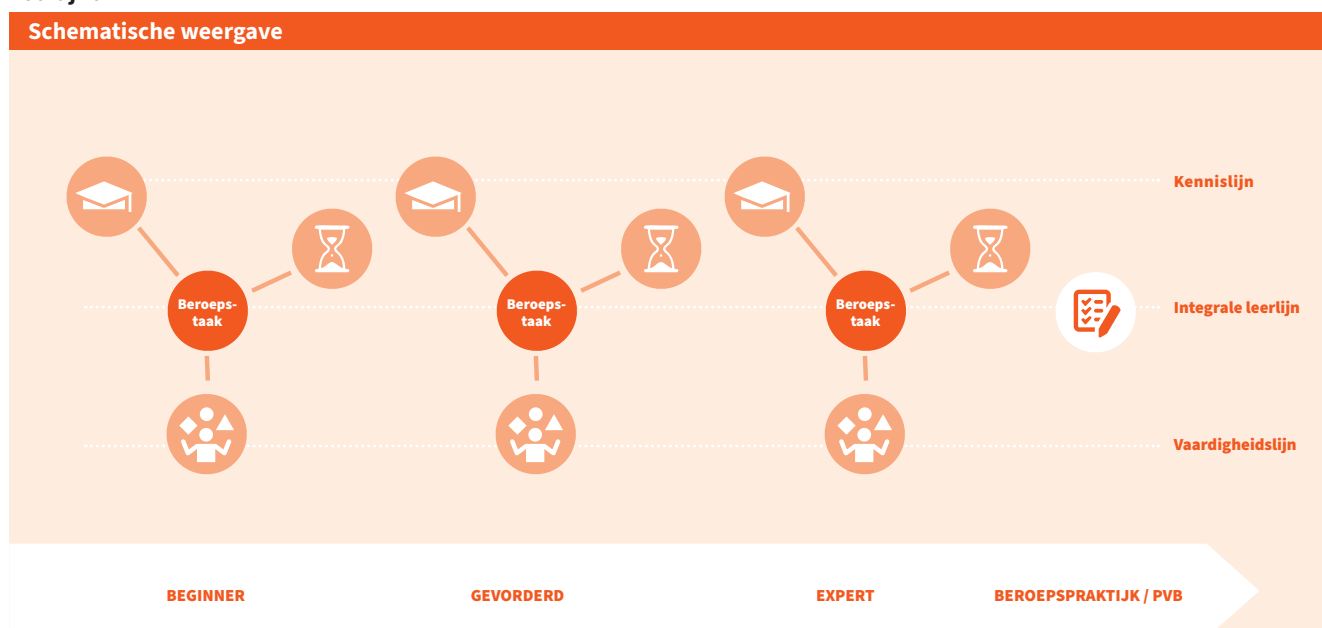 Schematische weergave
Kennislijn
Beroeps-
taak
Beroeps-
taak
Beroeps-
taak
Integrale leerlijn
Vaardigheidslijn
BEGINNER
GEVORDERD
EXPERT
BEROEPSPRAKTIJK / PVB